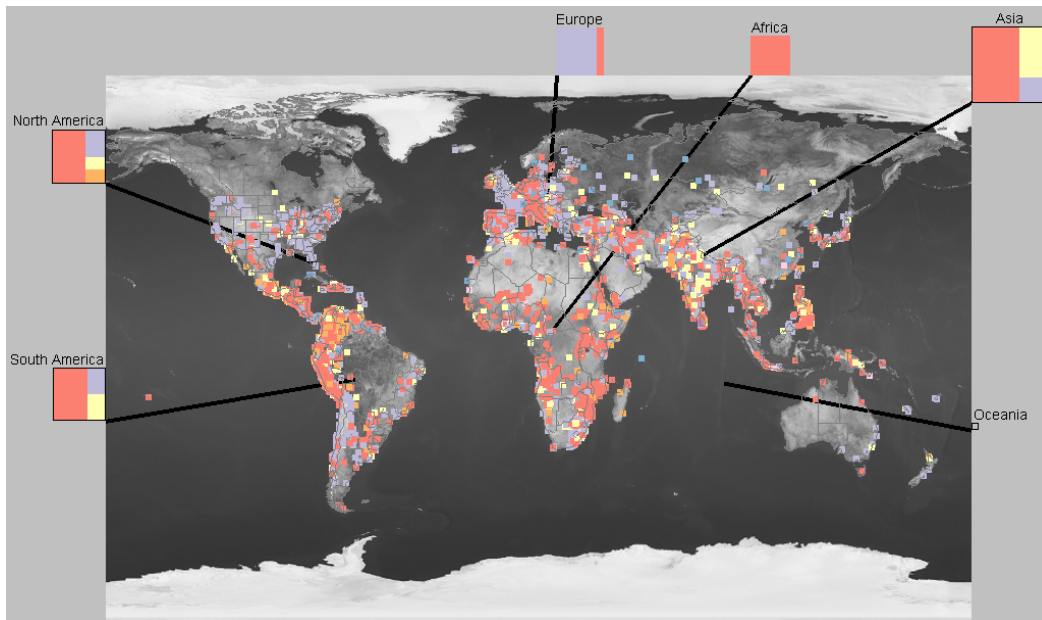 Europe
Africa
Asia
North America
South America
Oceania